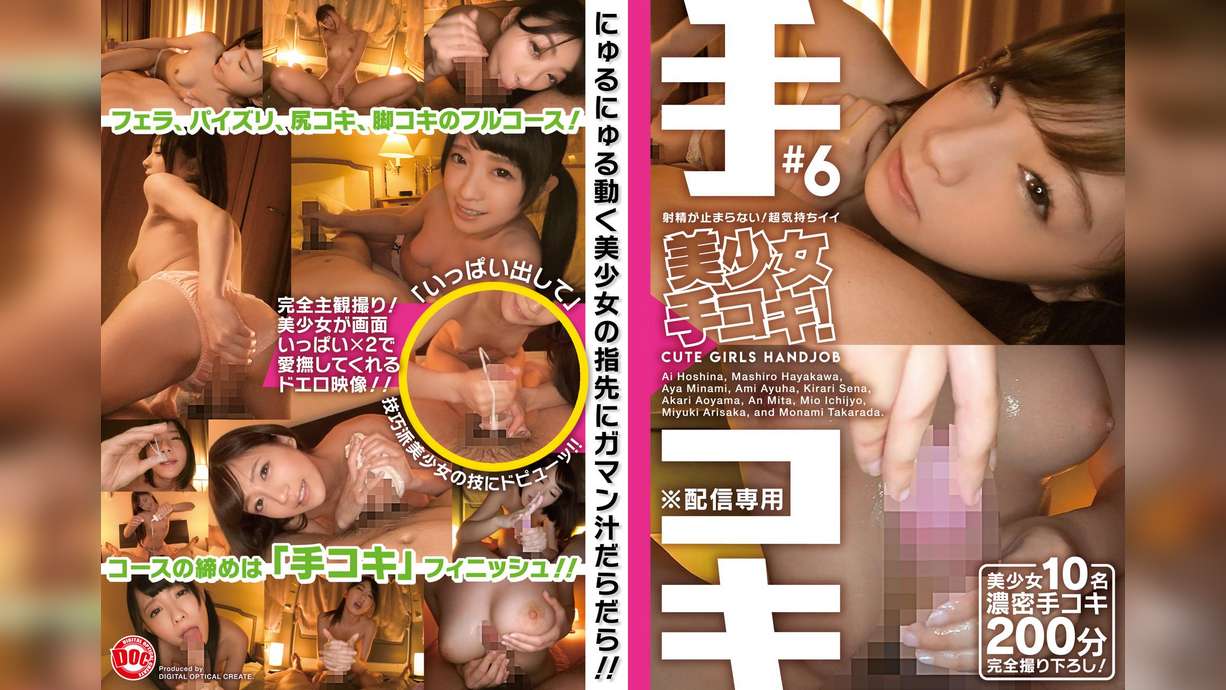 フェラ、パイズリ、尻コキ、脚コキのフルコース！
「いっぱい出して」
完全主観撮り！
美少女が画面
いっぱい×2で
愛撫してくれる
ドエロ映像！！
技巧派美少女の技にドピューッ!!
コースの締めは「手コキ」フィニッシュ!!
DIGITAL OPTICAL CREATE
DOC
Produced by
DIGITAL OPTICAL CREATE.
にゅるにゅる動く美少女の指先にガマン汁だらだら!!
手コキ
#6
射精が止まらない！超気持ちイイ
美少女
手コキ！
CUTE GIRLS HANDJOB
Ai Hoshina, Mashiro Hayakawa,
Aya Minami, Ami Ayuha, Kirari Sena,
Akari Aoyama, An Mita, Mio Ichijyo,
Miyuki Arisaka, and Monami Takarada.
※配信専用
美少女10名
濃密手コキ
200分
完全撮り下ろし！